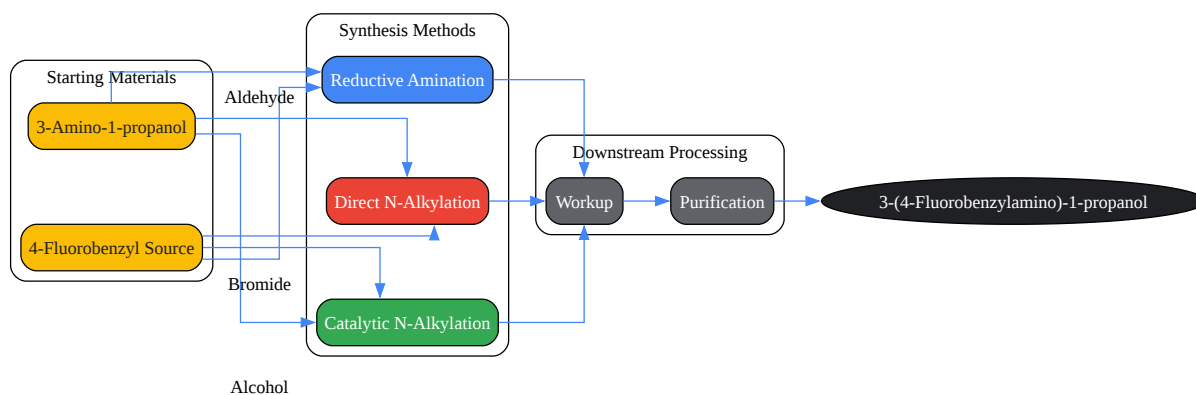 Synthesis Methods
Starting Materials
Reductive Amination
Aldehyde
3-Amino-1-propanol
Downstream Processing
Direct N-Alkylation
Workup
Purification
3-(4-Fluorobenzylamino)-1-propanol
4-Fluorobenzyl Source
Bromide
Catalytic N-Alkylation
Alcohol